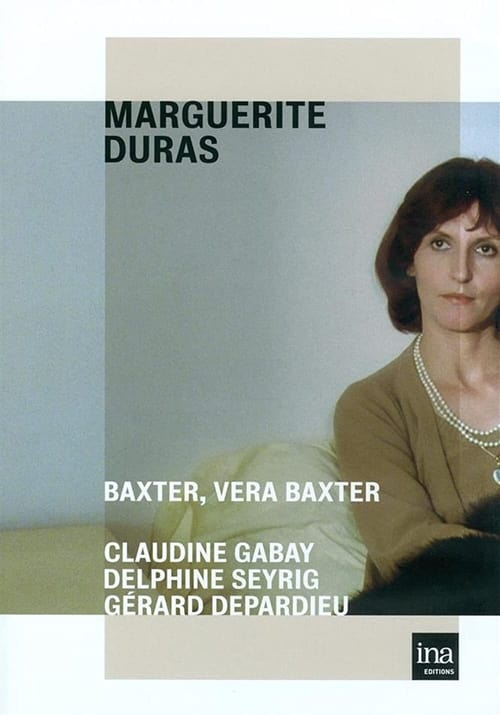 MARGUERITE
DURAS
BAXTER, VERA BAXTER
CLAUDINE GABAY
DELPHINE SEYRIG
GÉRARD DEPARDIEU
ina
EDITIONS